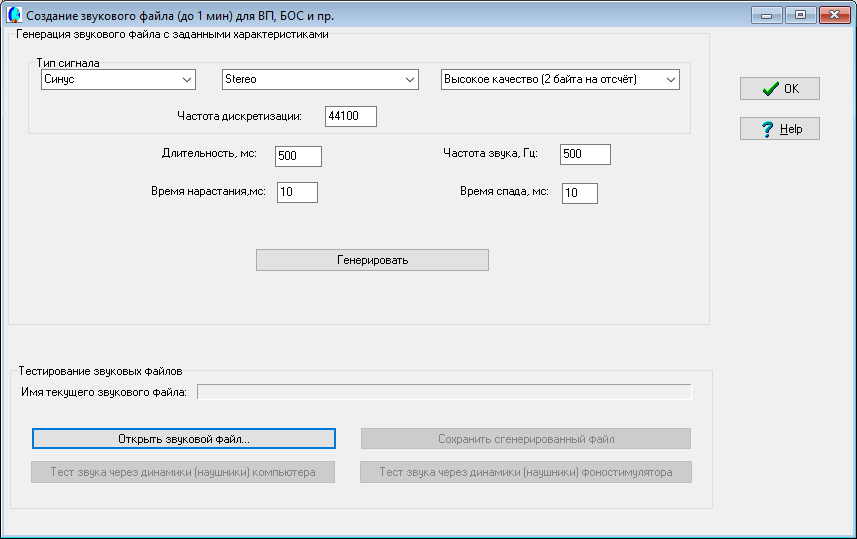 Создание звукового файла (до 1 мин) для ВП, БОС и пр.
Генерация звукового файла с заданными характеристиками
Тип сигнала
Синус
Stereo
Высокое качество (2 байта на отсчёт)
OK
Частота дискретизации:
44100
Help
Длительность, мс:
500
Частота звука, Гц:
500
Время нарастания,мс:
10
Время спада, мс:
10
Генерировать
Тестирование звуковых файлов
Имя текущего звукового файла:
Открыть звуковой файл...
Сохранить сгенерированный файл
Тест звука через динамики (наушники) компьютера
Тест звука через динамики (наушники) фоностимулятора